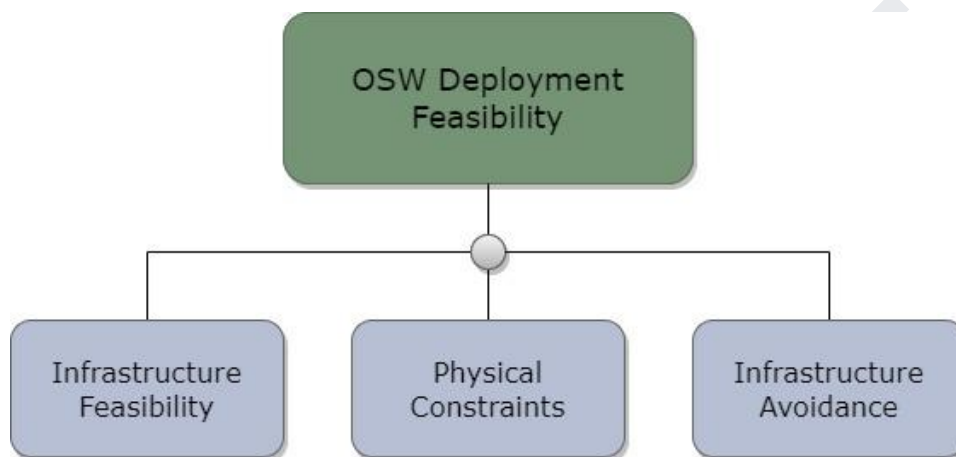 OSW Deployment
Feasibility
Infrastructure
Feasibility
Physical
Constraints
Infrastructure
Avoidance